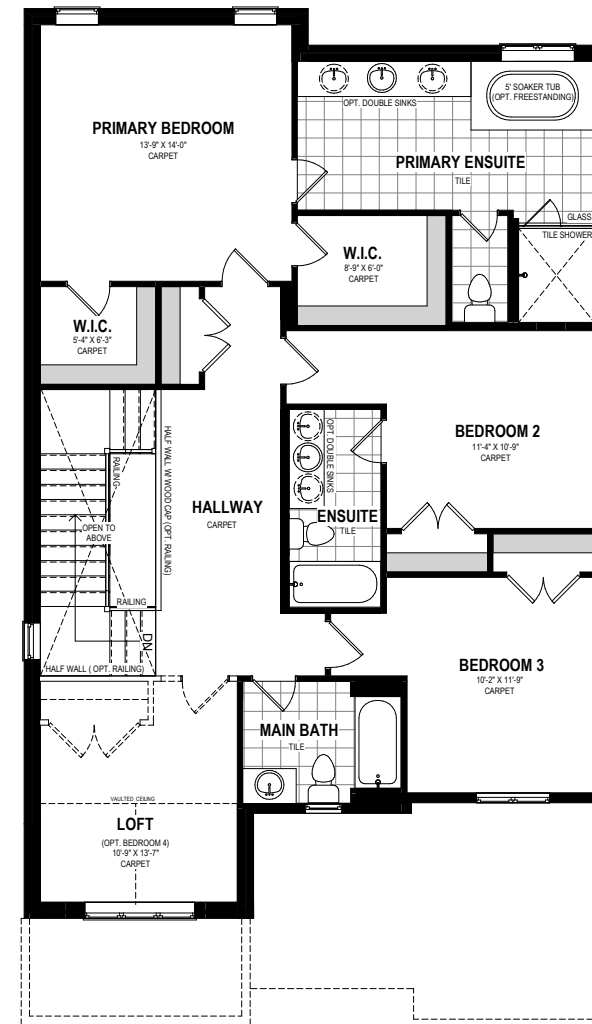 PRIMARY BEDROOM
13'-9" X 14'-0"
CARPET
OPT. DOUBLE SINKS
5' SOAKER TUB
(OPT. FREESTANDING)
PRIMARY ENSUITE
TILE
GLASS
TILE SHOWER
W.I.C.
8'-9" X 6'-0"
CARPET
W.I.C.
5'-4" X 6'-3"
CARPET
BEDROOM 2
11'-4" X 10'-9"
CARPET
OPT. DOUBLE
SINKS
ENSUITE
TILE
HALF WALL W/ WOOD CAP (OPT. RAILING)
HALLWAY
CARPET
RAILING
OPEN TO
ABOVE
RAILING
DN
HALF WALL ( OPT. RAILING)
BEDROOM 3
10'-2" X 11'-9"
CARPET
MAIN BATH
TILE
VAULTED CEILING
LOFT
(OPT. BEDROOM 4)
10'-9" X 13'-7"
CARPET